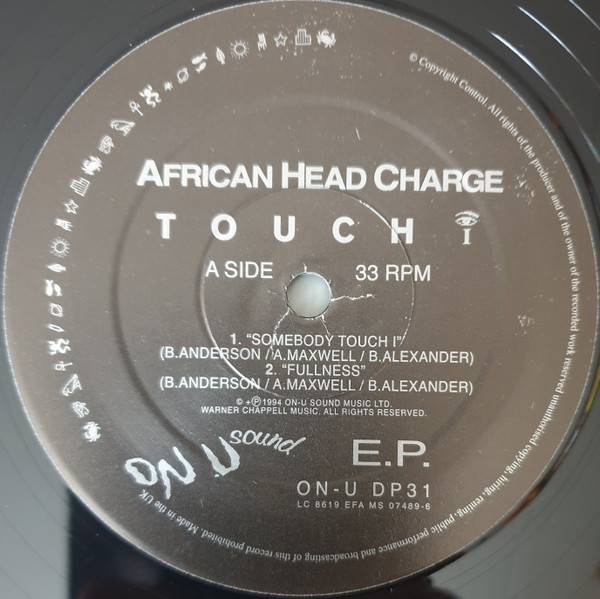 © Copyright Control. All rights of the producer and of the owner of the recorded work reserved unauthorised copying, hiring, renting, public performance and broadcasting of this record prohibited. Made in the UK.
AFRICAN HEAD CHARGE
TOUCH I
A SIDE 33 RPM
1. "SOMEBODY TOUCH I"
(B.ANDERSON / A.MAXWELL / B.ALEXANDER)
2. "FULLNESS"
(B.ANDERSON / A.MAXWELL / B.ALEXANDER)
© + ℗ 1994 ON-U SOUND MUSIC LTD.
WARNER CHAPPELL MUSIC. ALL RIGHTS RESERVED.
ON U sound
E.P.
ON-U DP31
LC 8619 EFA MS 07489-6